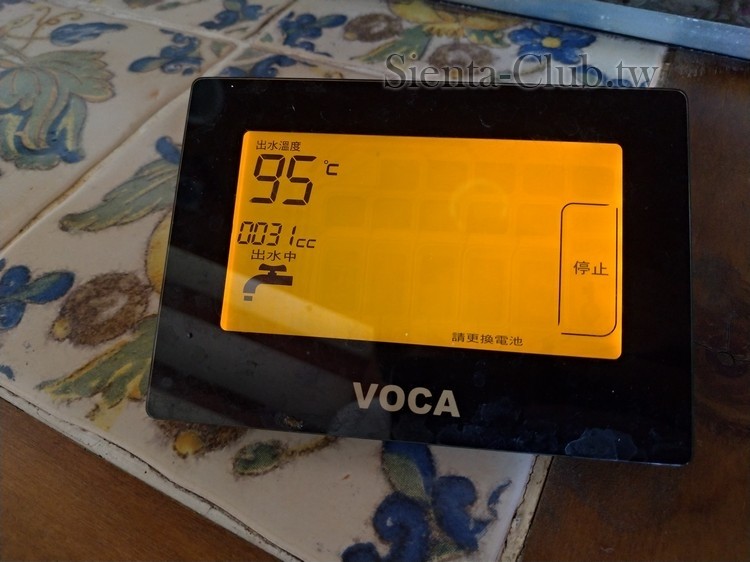 Sienta-Club.tw
出水溫度
95℃
0031cc
出水中
停止
請更換電池
VOCA